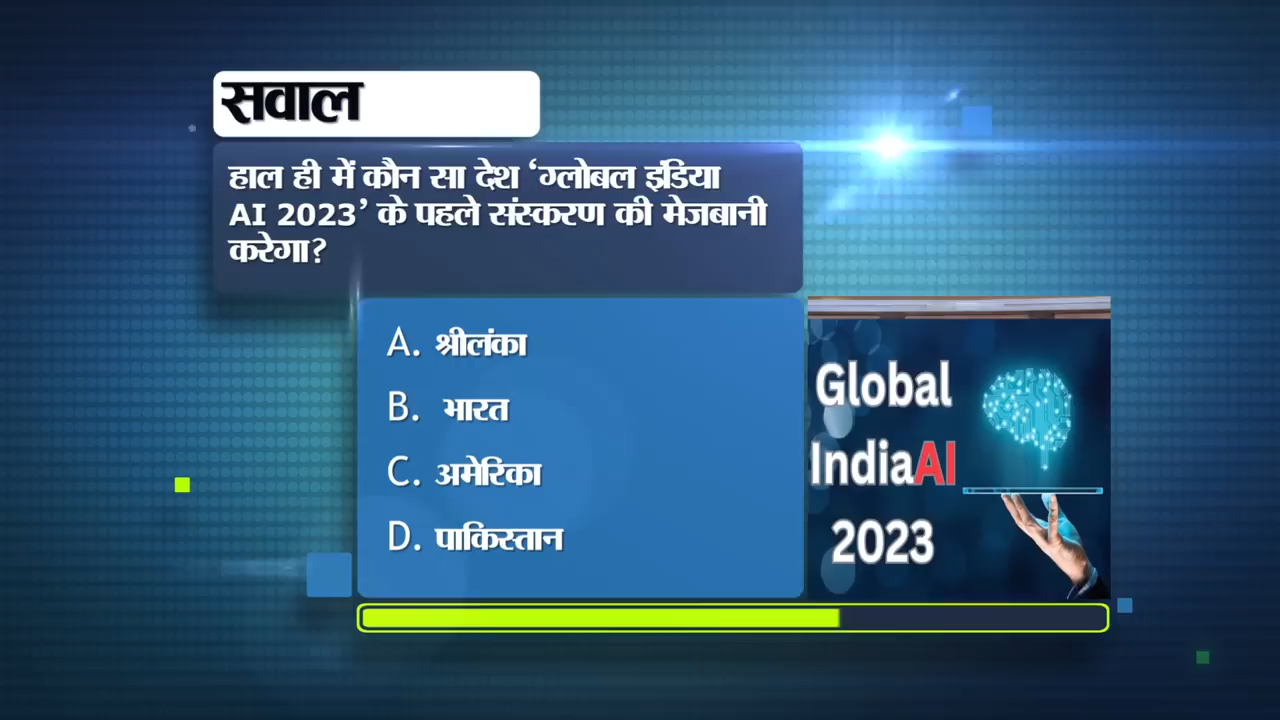 सवाल
हाल ही में कौन सा देश ‘ग्लोबल इंडिया
AI 2023’ के पहले संस्करण की मेजबानी
करेगा?
A. श्रीलंका
B. भारत
C. अमेरिका
D. पाकिस्तान
Global
IndiaAI
2023